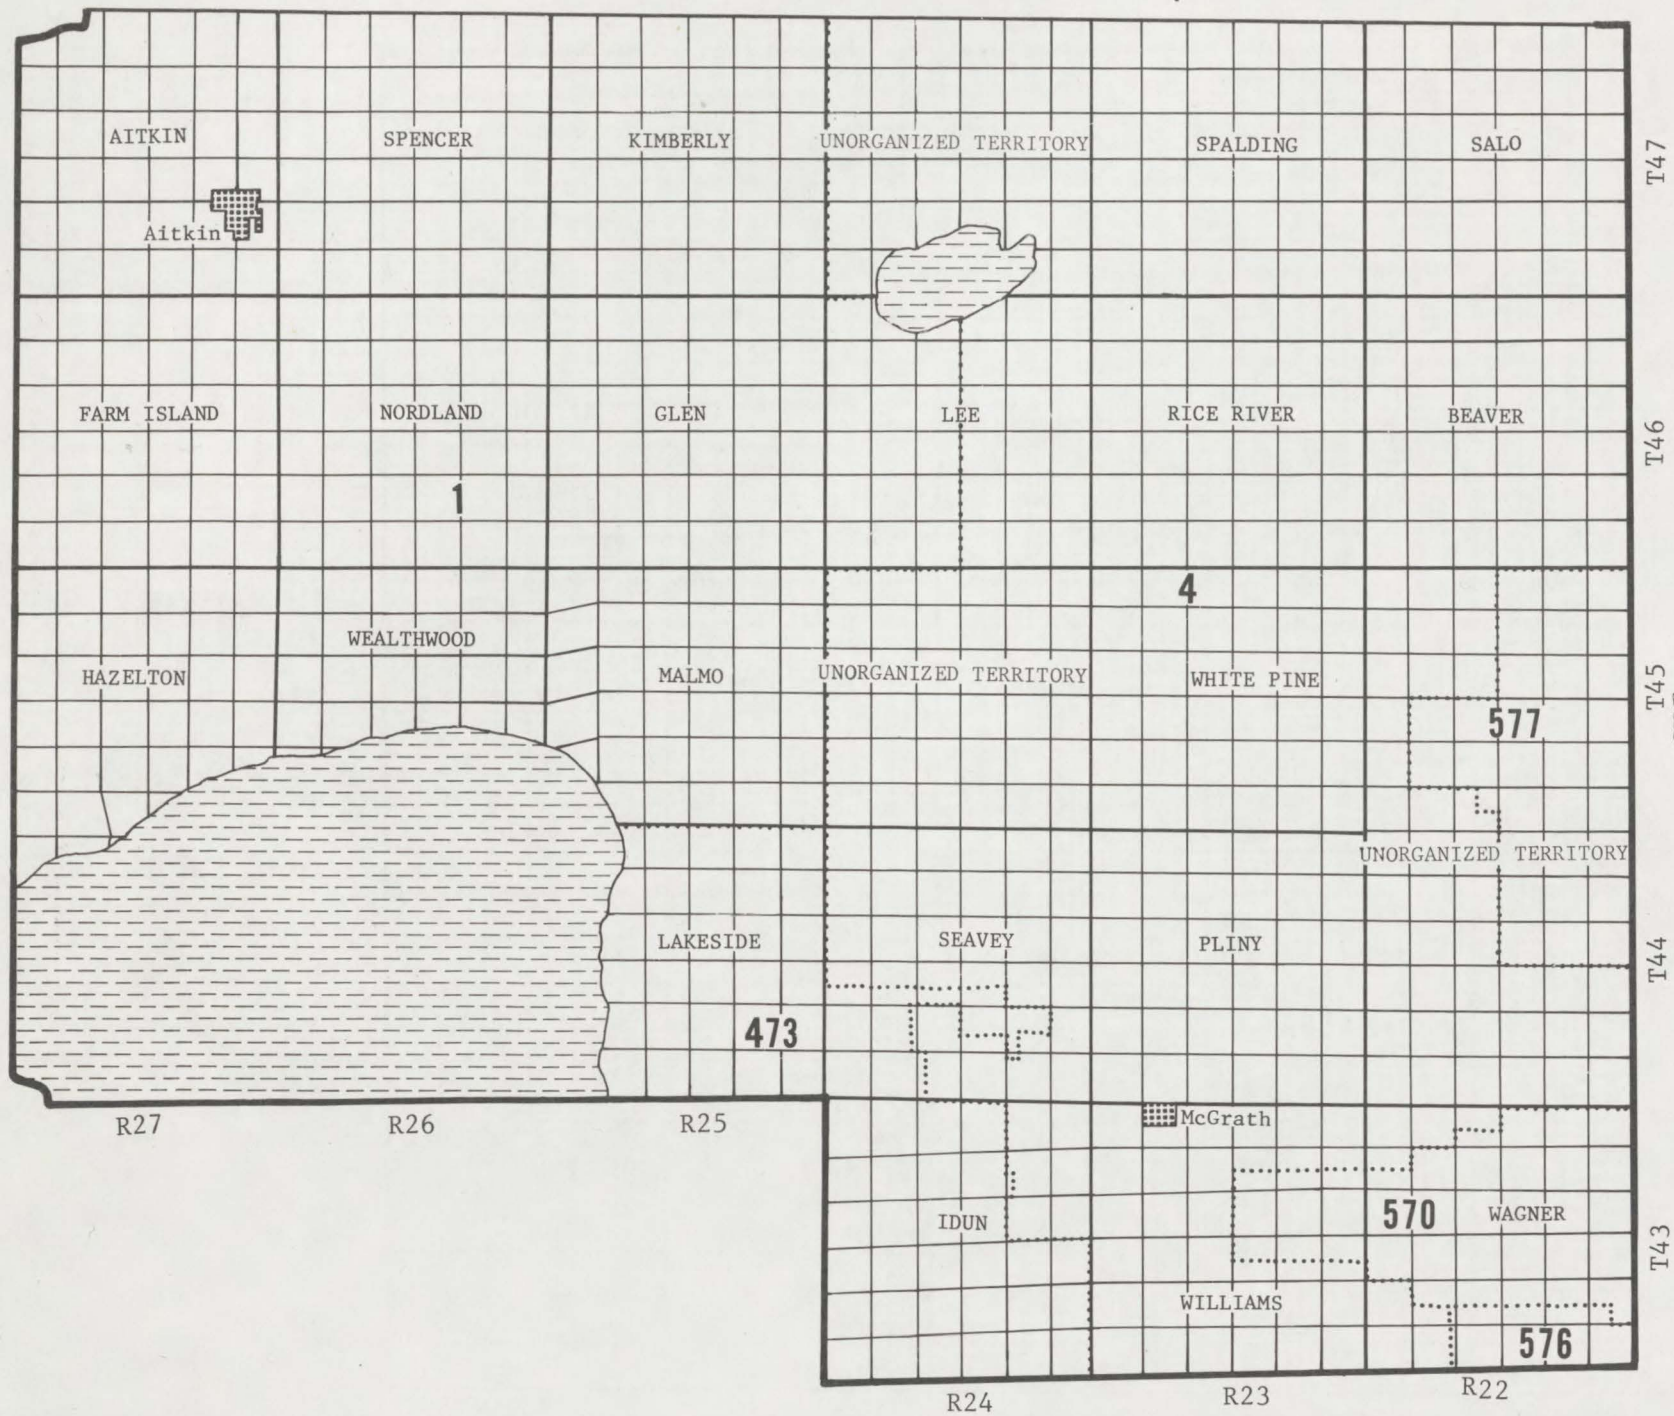 AITKIN SPENCER KIMBERLY UNORGANIZED TERRITORY SPALDING SALO
T47
Aitkin
FARM ISLAND NORDLAND GLEN LEE RICE RIVER BEAVER
T46
1
4
WEALTHWOOD
HAZELTON MALMO UNORGANIZED TERRITORY WHITE PINE
T45
577
UNORGANIZED TERRITORY
LAKESIDE SEAVEY PLINY
T44
473
R27 R26 R25
McGrath
570 WAGNER
IDUN
T43
WILLIAMS
576
R24 R23 R22